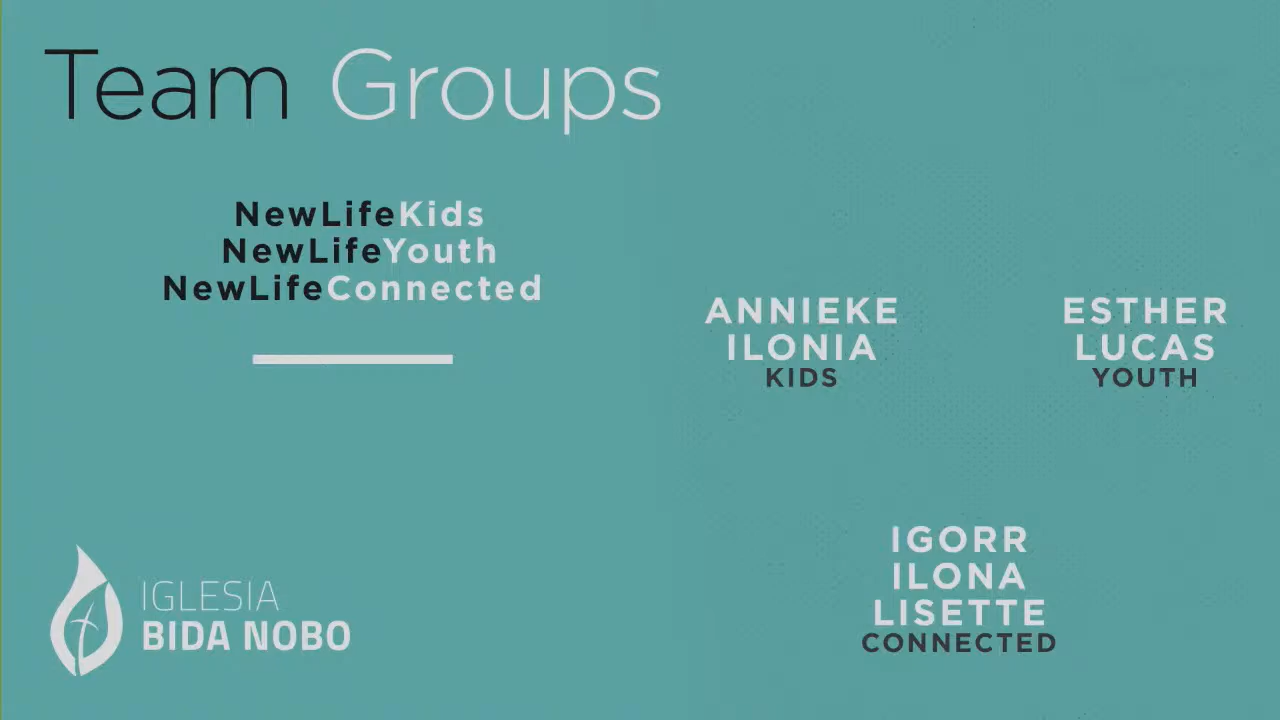 Team Groups
NewLifeKids
NewLifeYouth
NewLifeConnected
ANNIEKE
ILONIA
KIDS
ESTHER
LUCAS
YOUTH
IGORR
ILONA
LISETTE
CONNECTED
IGLESIA
BIDA NOBO